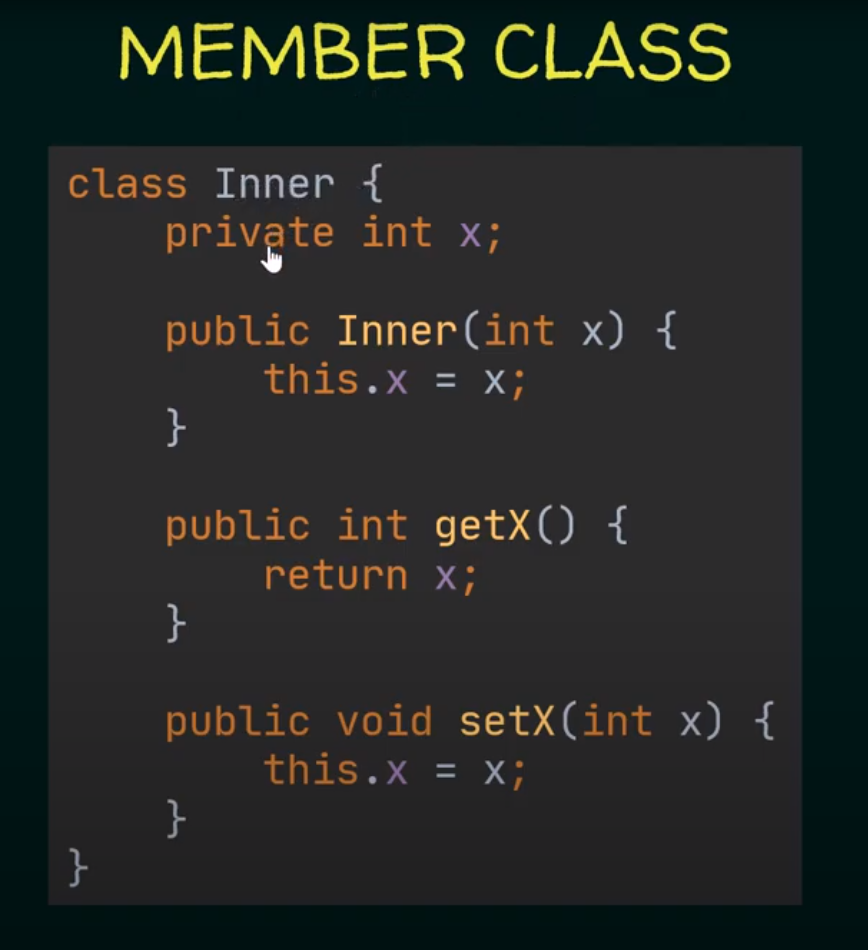 MEMBER CLASS
class Inner {
private int x;
public Inner(int x) {
this.x = x;
}
public int getX() {
return x;
}
public void setX(int x) {
this.x = x;
}
}